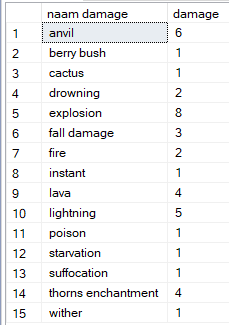 naam damage damage
1 anvil 6
2 berry bush 1
3 cactus 1
4 drowning 2
5 explosion 8
6 fall damage 3
7 fire 2
8 instant 1
9 lava 4
10 lightning 5
11 poison 1
12 starvation 1
13 suffocation 1
14 thorns enchantment 4
15 wither 1